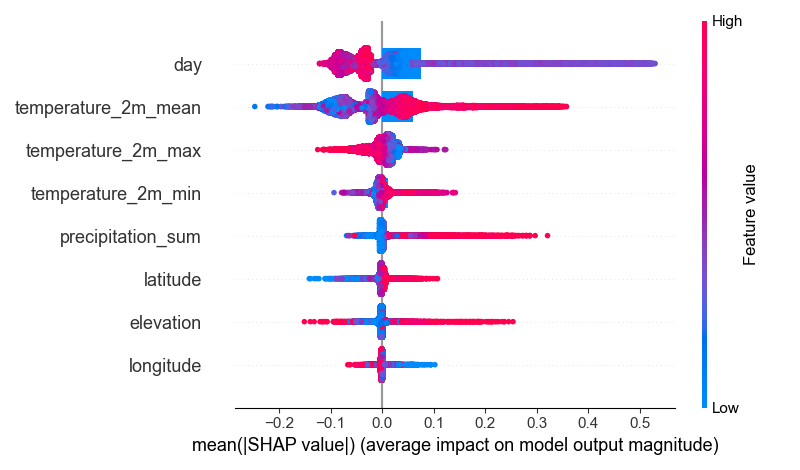 High
day
temperature_2m_mean
temperature_2m_max
temperature_2m_min
precipitation_sum
latitude
elevation
longitude
Feature value
Low
−0.2 −0.1 0.0 0.1 0.2 0.3 0.4 0.5
mean(|SHAP value|) (average impact on model output magnitude)